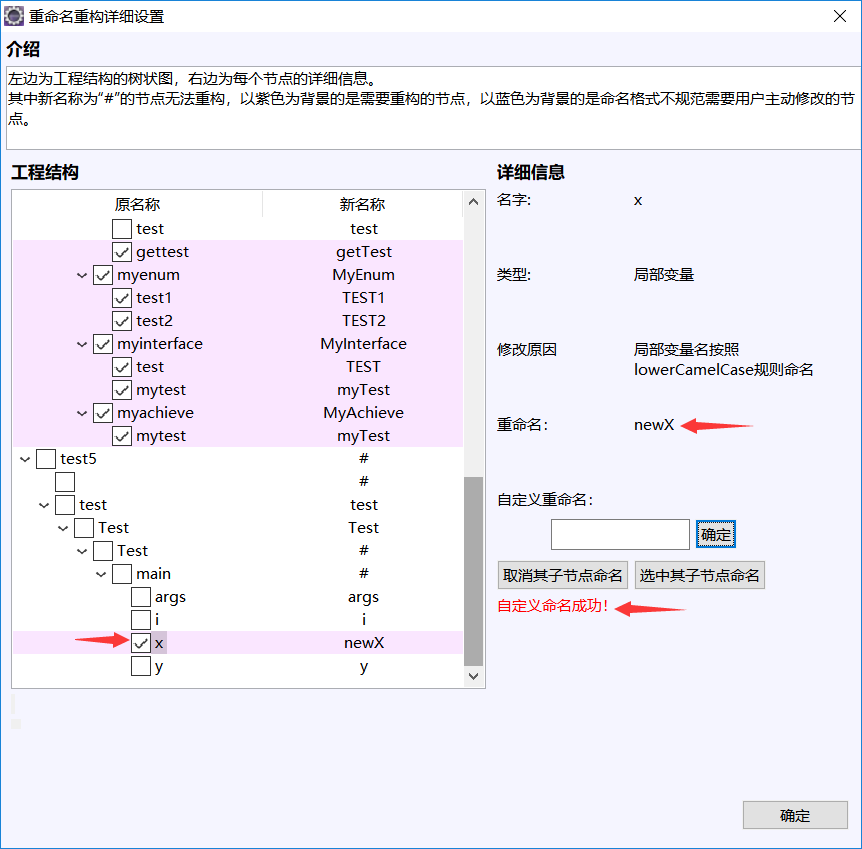 重命名重构详细设置
介绍
左边为工程结构的树状图，右边为每个节点的详细信息。
其中新名称为“#”的节点无法重构，以紫色为背景的是需要重构的节点，以蓝色为背景的是命名格式不规范需要用户主动修改的节
点。
工程结构
原名称 新名称
test test
gettest getTest
myenum MyEnum
test1 TEST1
test2 TEST2
myinterface MyInterface
test TEST
mytest myTest
myachieve MyAchieve
mytest myTest
test5 #
#
test test
Test Test
Test #
main #
args args
i i
x newX
y y
详细信息
名字: x
类型: 局部变量
修改原因 局部变量名按照
lowerCamelCase规则命名
重命名: newX
自定义重命名：
确定
取消其子节点命名 选中其子节点命名
自定义命名成功！
确定